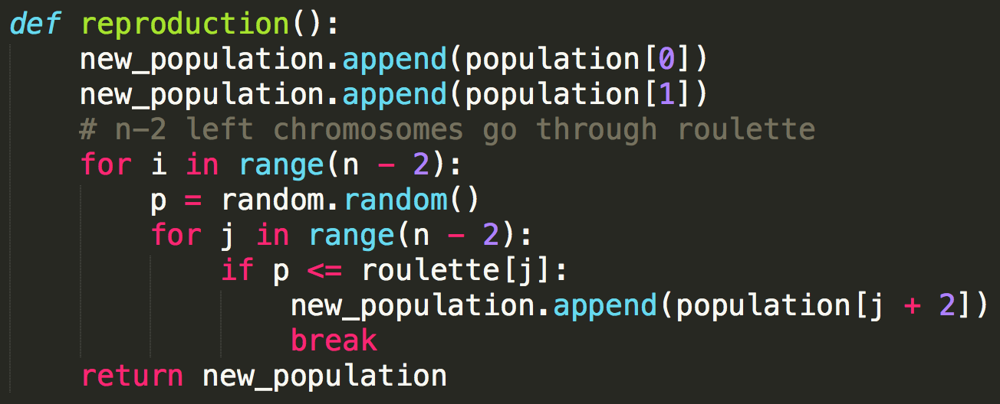 def reproduction():
    new_population.append(population[0])
    new_population.append(population[1])
    # n-2 left chromosomes go through roulette
    for i in range(n - 2):
        p = random.random()
        for j in range(n - 2):
            if p <= roulette[j]:
                new_population.append(population[j + 2])
                break
    return new_population